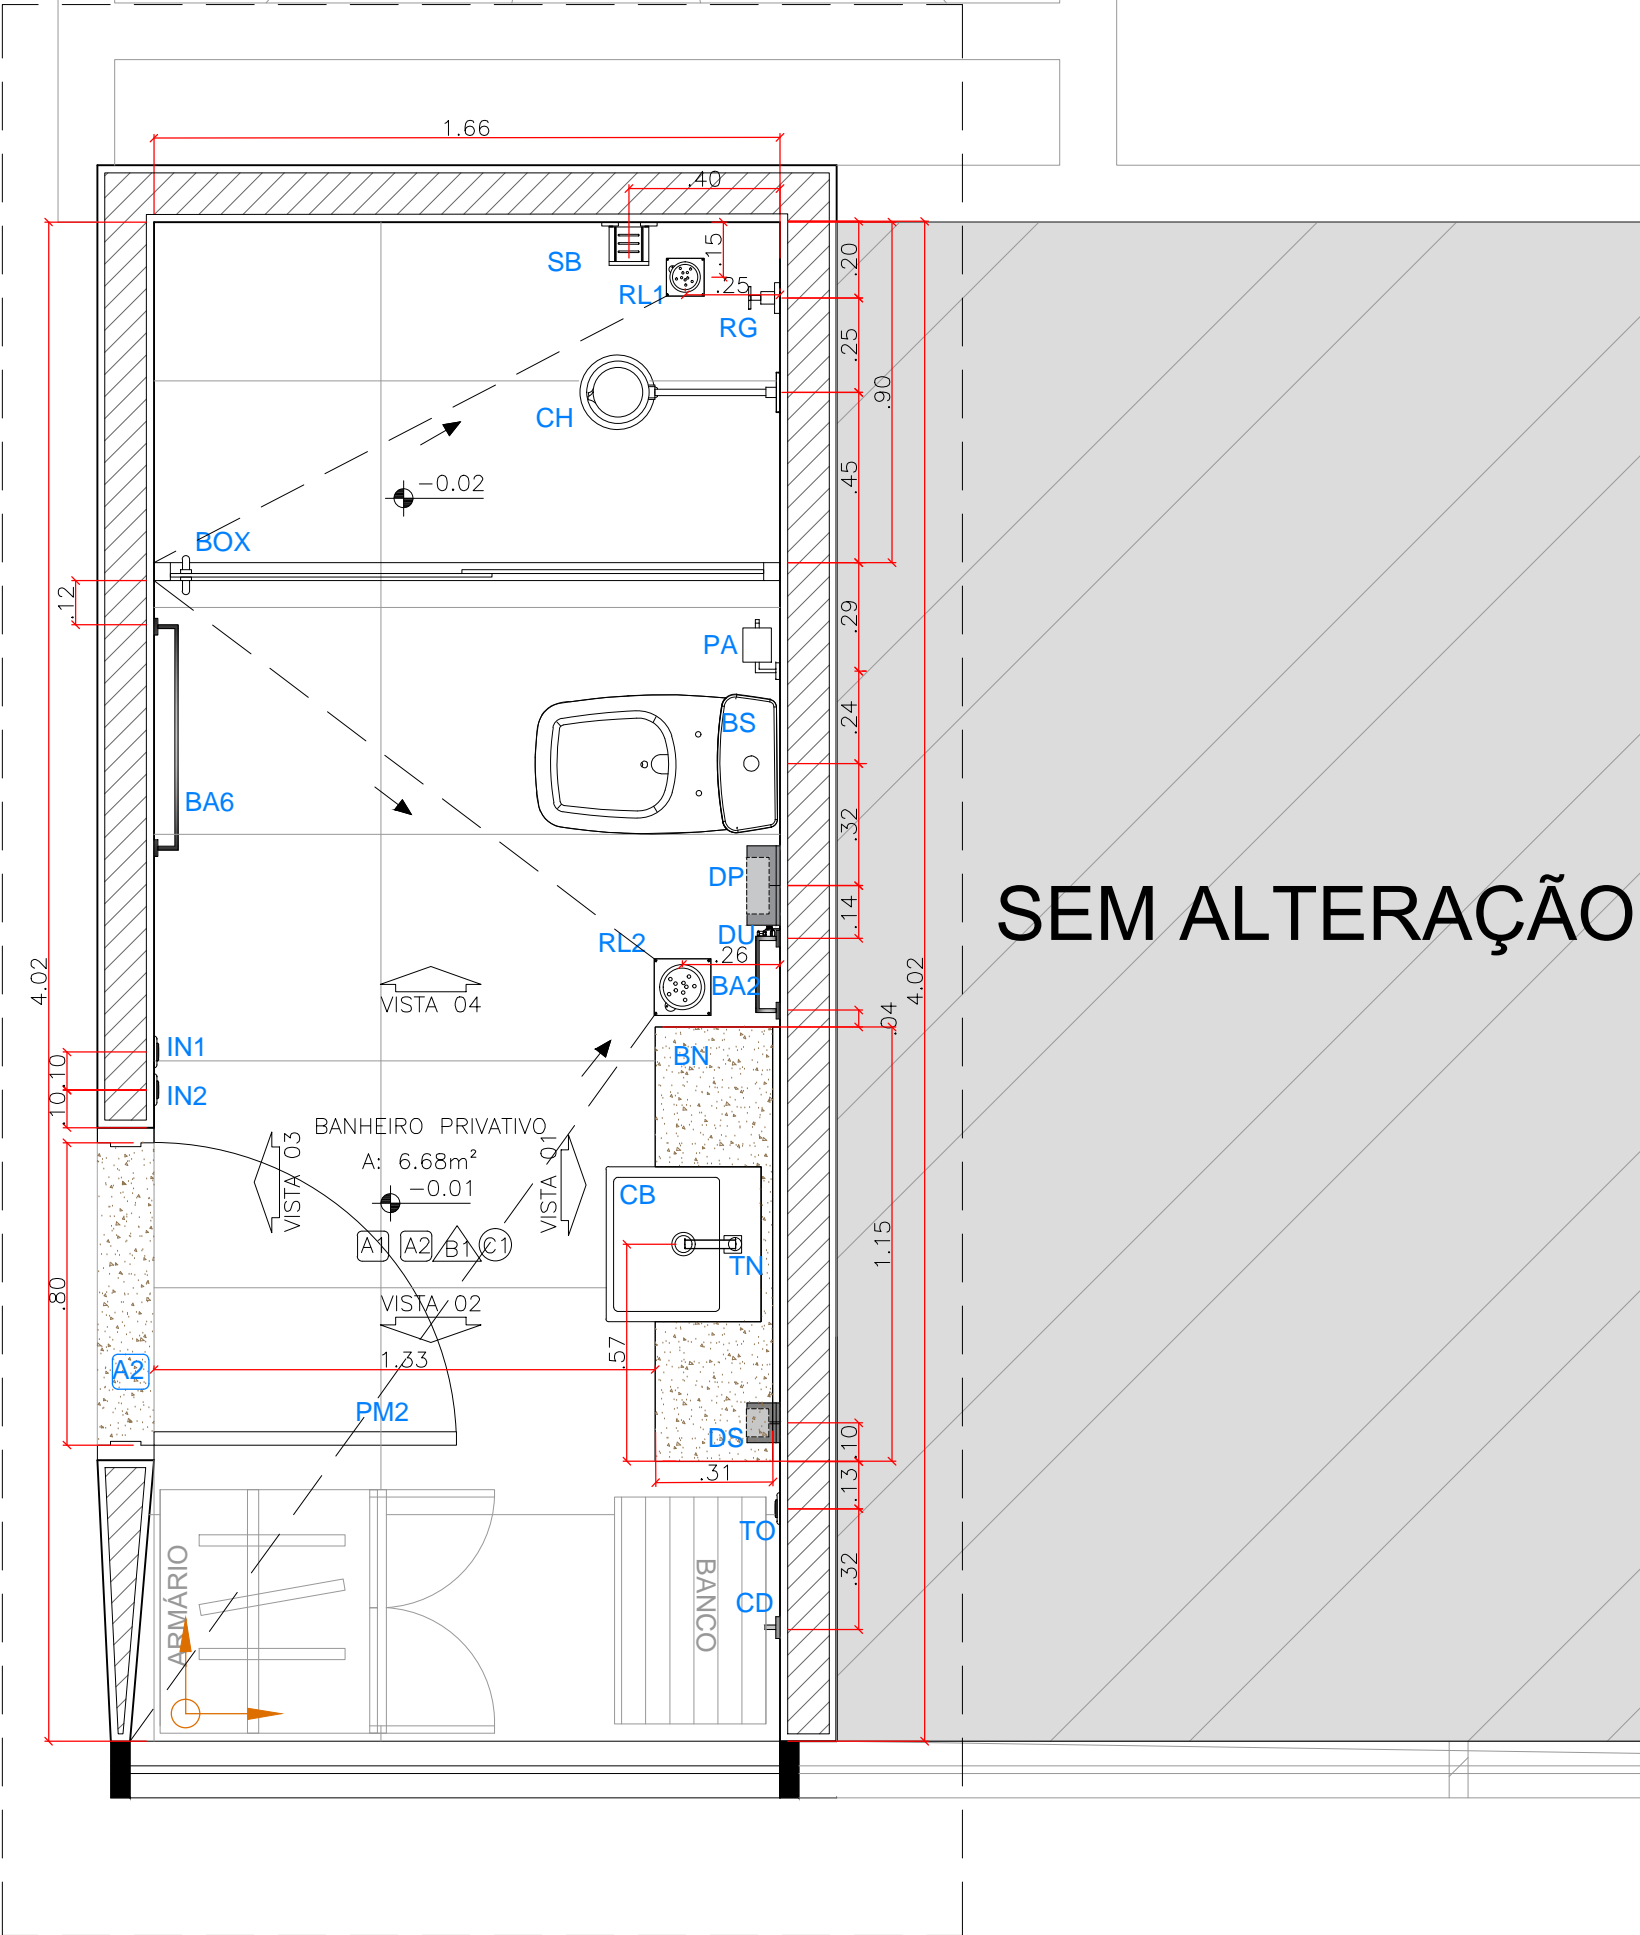 1.66
.40
SB
.15
.20
RL1
.25
RG
.25
.90
CH
.45
-0.02
BOX
.12
.29
PA
BS
.24
BA6
.32
DP
SEM ALTERAÇÃO
.14
DU
RL2
.26
BA2
4.02
4.02
VISTA 04
.04
IN1
.10
BN
IN2
.10
BANHEIRO PRIVATIVO
VISTA 03
VISTA 01
A: 6.68m²
-0.01
CB
A1
A2
B1
C1
1.15
TN
.80
VISTA 02
.57
1.33
A2
PM2
DS
.10
.31
.13
TO
ARMÁRIO
BANCO
.32
CD